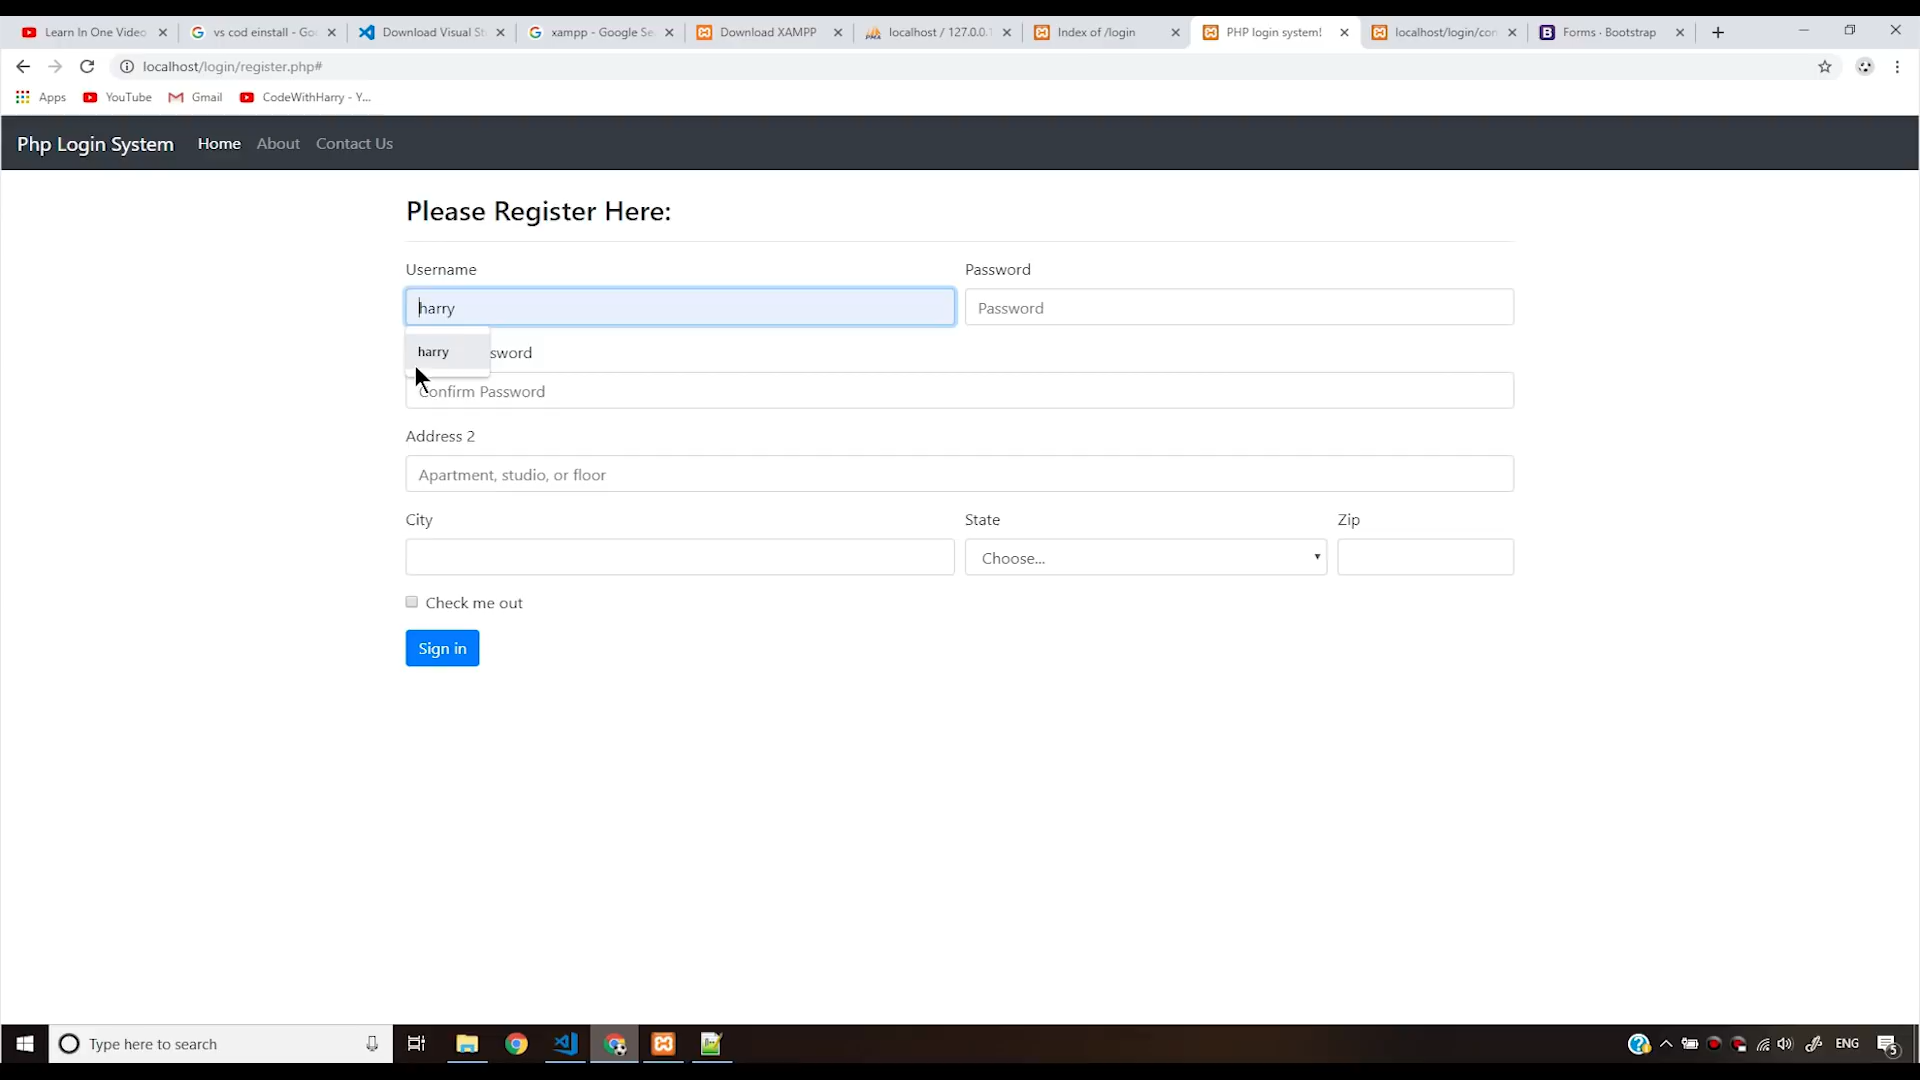 Learn In One Video
vs cod einstall - Go
Download Visual St
xampp - Google Se
Download XAMPP
localhost / 127.0.0.1
Index of /login
PHP login system!
localhost/login/con
Forms · Bootstrap
localhost/login/register.php#
Apps
YouTube
Gmail
CodeWithHarry - Y...
Php Login System
Home
About
Contact Us
Please Register Here:
Username
Password
harry
Password
harry
sword
Confirm Password
Address 2
Apartment, studio, or floor
City
State
Zip
Choose...
Check me out
Sign in
Type here to search
ENG
5